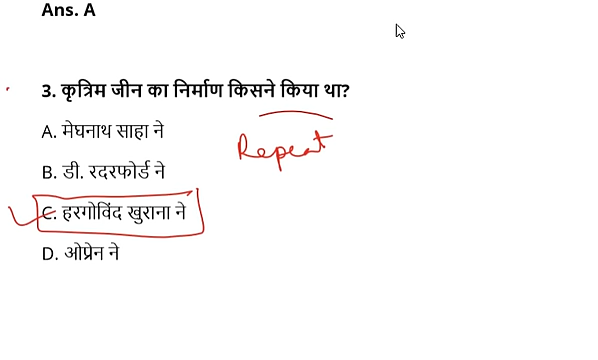 Ans. A
3. कृत्रिम जीन का निर्माण किसने किया था?
A. मेघनाथ साहा ने
Repeat
B. डी. रदरफोर्ड ने
C. हरगोविंद खुराना ने
D. ओप्रेन ने